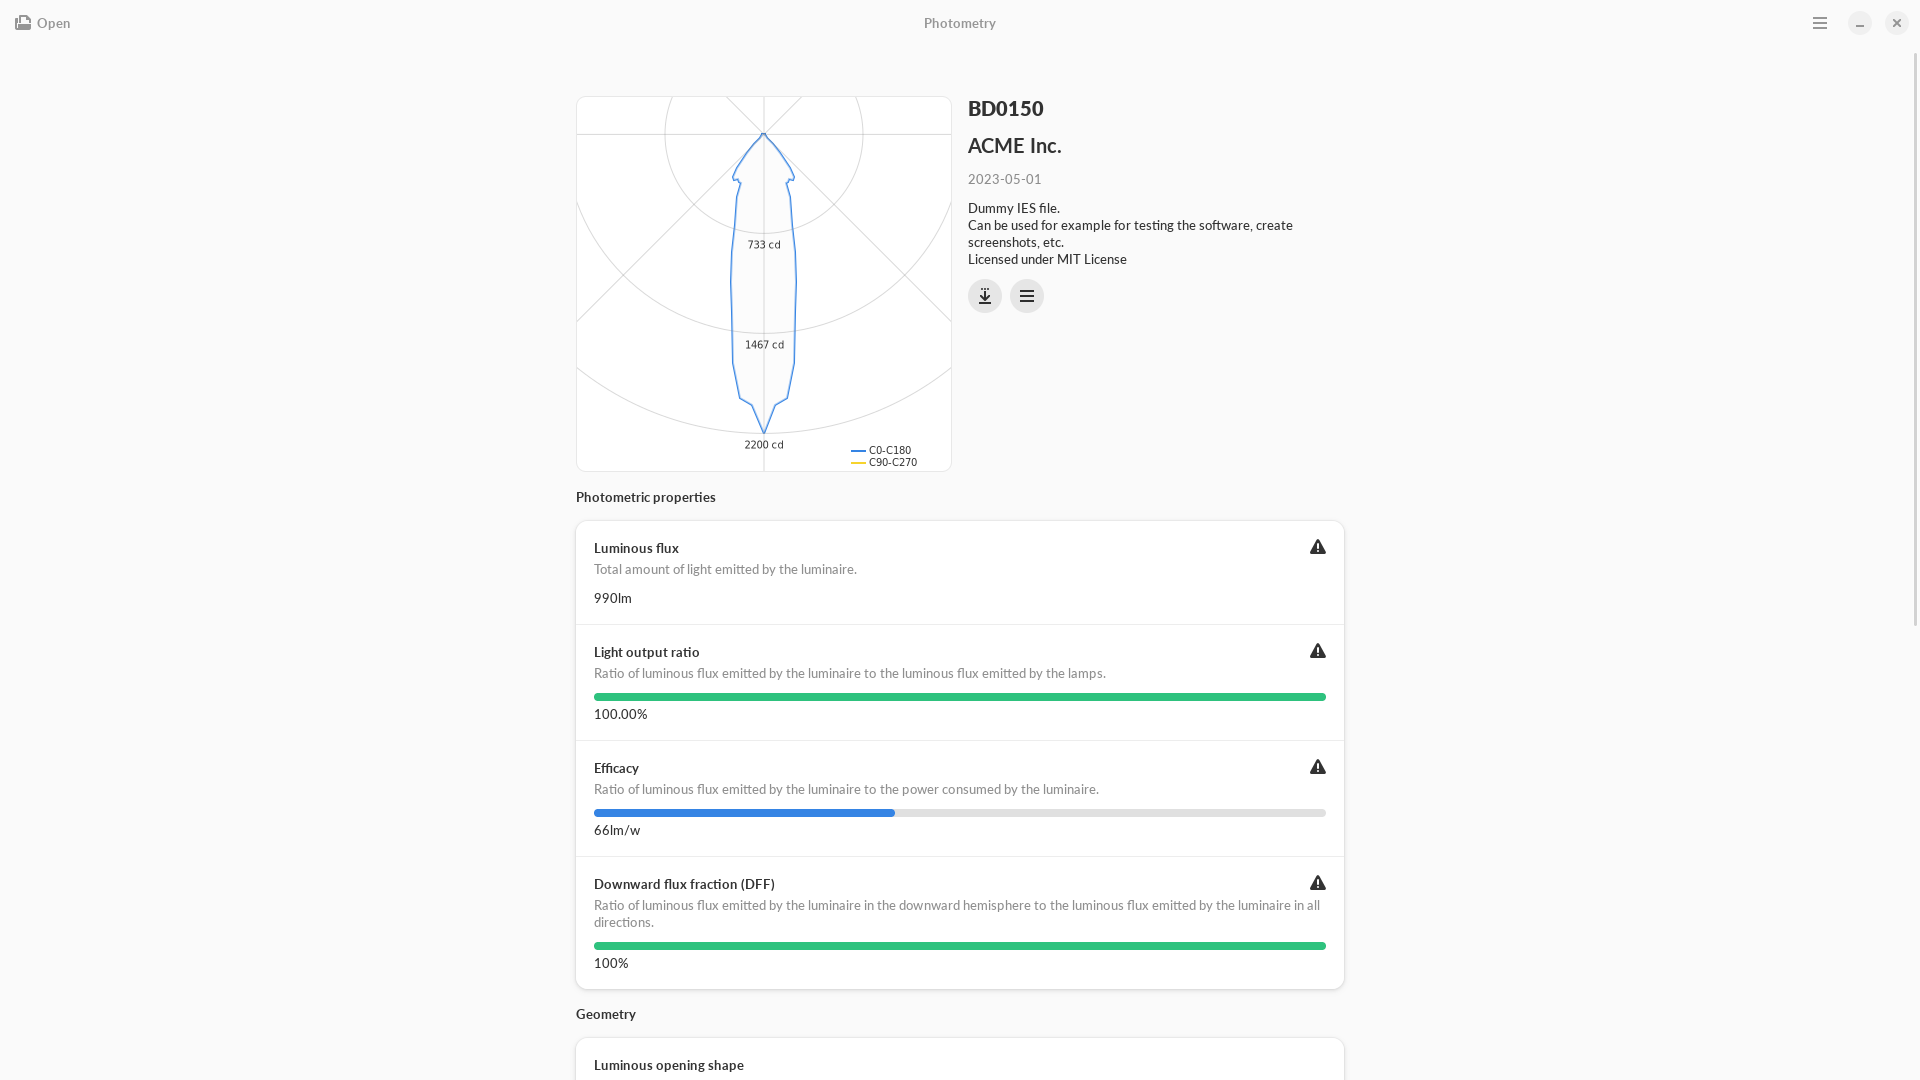 Open
Photometry
BD0150
ACME Inc.
2023-05-01
Dummy IES file.
Can be used for example for testing the software, create
screenshots, etc.
Licensed under MIT License
733 cd
1467 cd
2200 cd
C0-C180
C90-C270
Photometric properties
Luminous flux
Total amount of light emitted by the luminaire.
990lm
Light output ratio
Ratio of luminous flux emitted by the luminaire to the luminous flux emitted by the lamps.
100.00%
Efficacy
Ratio of luminous flux emitted by the luminaire to the power consumed by the luminaire.
66lm/w
Downward flux fraction (DFF)
Ratio of luminous flux emitted by the luminaire in the downward hemisphere to the luminous flux emitted by the luminaire in all
directions.
100%
Geometry
Luminous opening shape